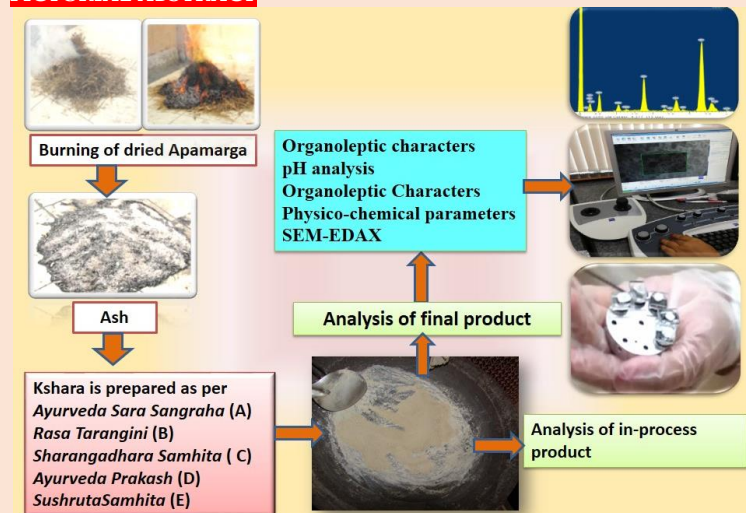 Burning of dried Apamarga
Ash
Kshara is prepared as per
Ayurveda Sara Sangraha (A)
Rasa Tarangini (B)
Sharangadhara Samhita ( C)
Ayurveda Prakash (D)
SushrutaSamhita (E)
Organoleptic characters
pH analysis
Organoleptic Characters
Physico-chemical parameters
SEM-EDAX
Analysis of final product
Analysis of in-process
product